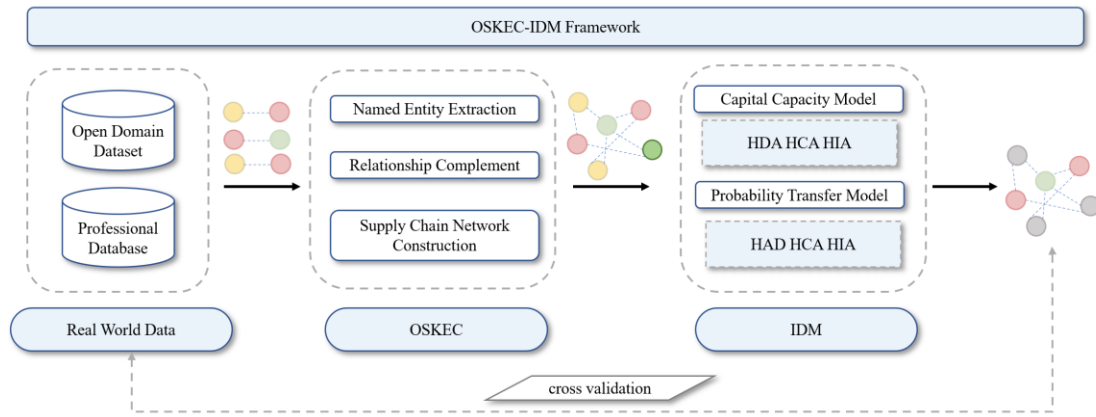 OSKEC-IDM Framework
Open Domain
Dataset
Professional
Database
Real World Data
Named Entity Extraction
Relationship Complement
Supply Chain Network
Construction
OSKEC
Capital Capacity Model
HDA HCA HIA
Probability Transfer Model
HAD HCA HIA
IDM
cross validation